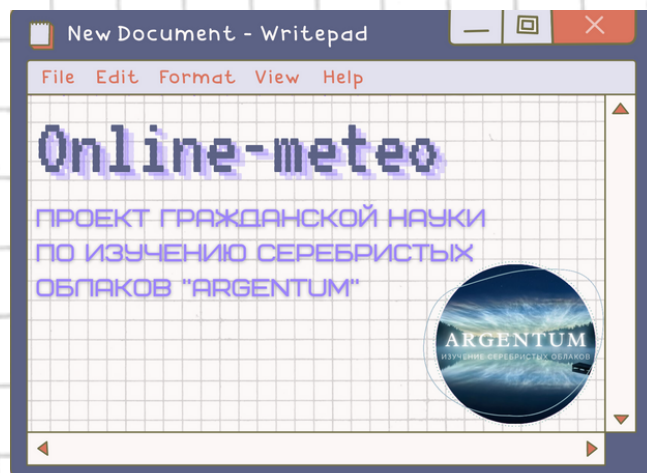 New Document - Writepad
File Edit Format View Help
Online-meteo
ПРОЕКТ ГРАЖДАНСКОЙ НАУКИ
ПО ИЗУЧЕНИЮ СЕРЕБРИСТЫХ
ОБЛАКОВ "ARGENTUM"
ARGENTUM
ИЗУЧЕНИЕ СЕРЕБРИСТЫХ ОБЛАКОВ